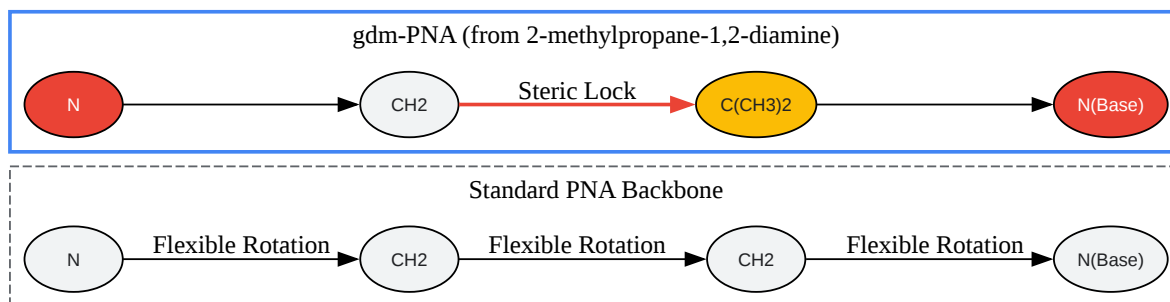 gdm-PNA (from 2-methylpropane-1,2-diamine)
N
CH2
Steric Lock
C(CH3)2
N(Base)
Standard PNA Backbone
N
Flexible Rotation
CH2
Flexible Rotation
CH2
Flexible Rotation
N(Base)